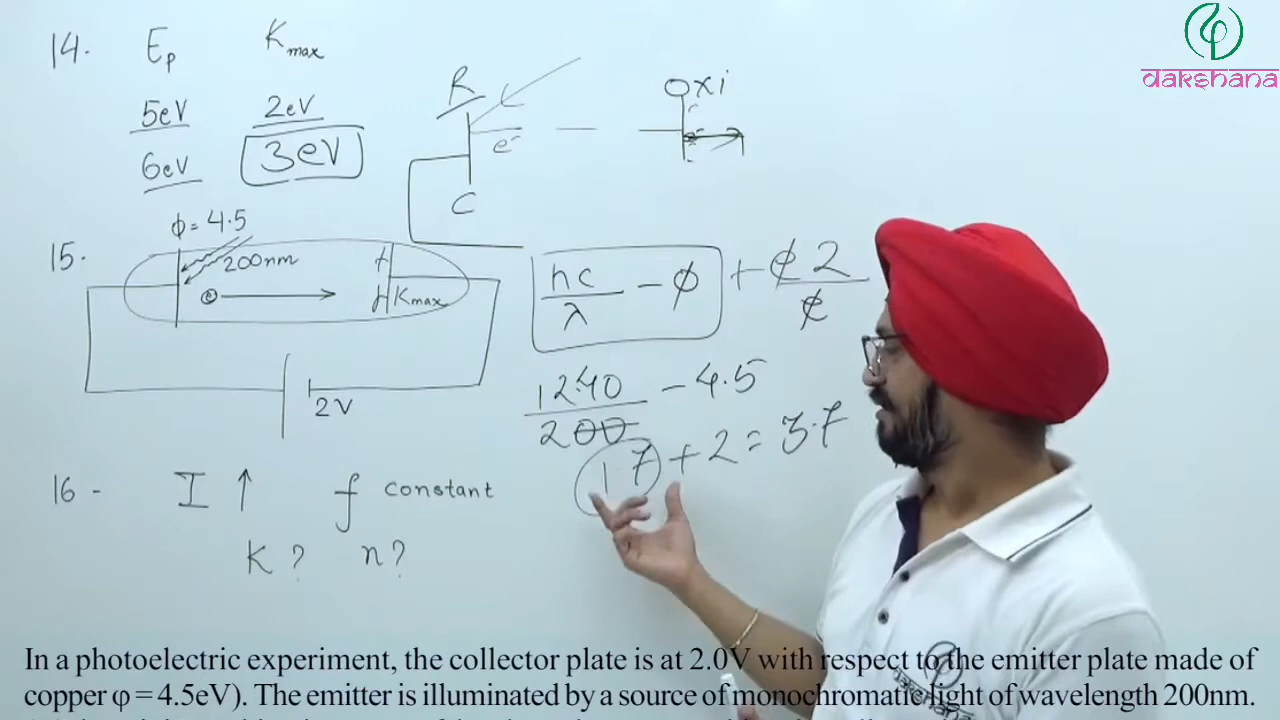 14. Ep Kmax
5eV 2eV
6eV 3eV
R
e⁻
C
Oxi
dakshana
15. φ = 4.5
200nm
Kmax
2V
hc/λ − φ + e2/e
1240/200 − 4.5
1.7 + 2 = 3.7
16 - I ↑ f constant
K ? n ?
In a photoelectric experiment, the collector plate is at 2.0V with respect to the emitter plate made of
copper φ = 4.5eV). The emitter is illuminated by a source of monochromatic light of wavelength 200nm.